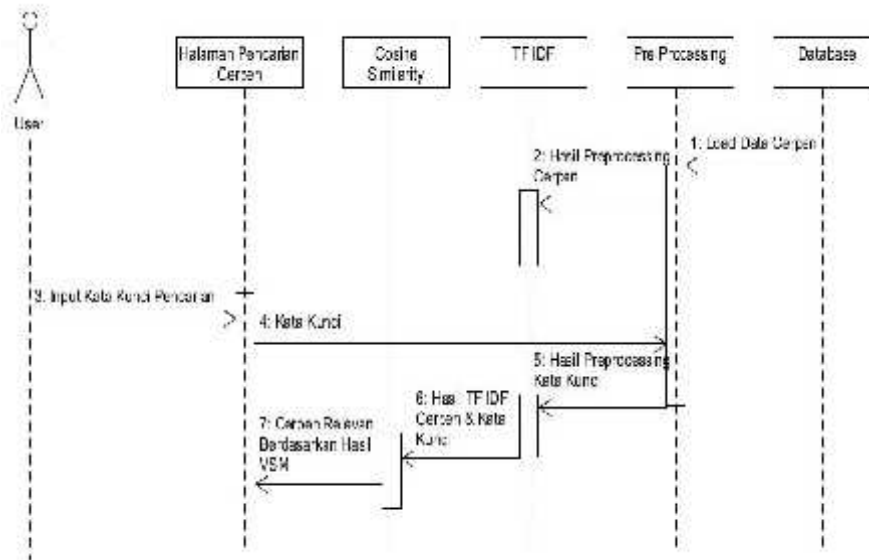 Halaman Pencarian
Cerpen
Cosine
Similarity
TF IDF
Pre Processing
Database
User
1: Load Data Cerpan
2: Hasil Preprocessing
Cerpan
3: Input Kata Kunci Pencarian
4: Kata Kunci
5: Hasil Preprocessing
Kata Kunci
6: Hasil TF IDF
Cerpen & Kata
Kunci
7: Cerpen Relevan
Berdasarkan Hasil
VSM